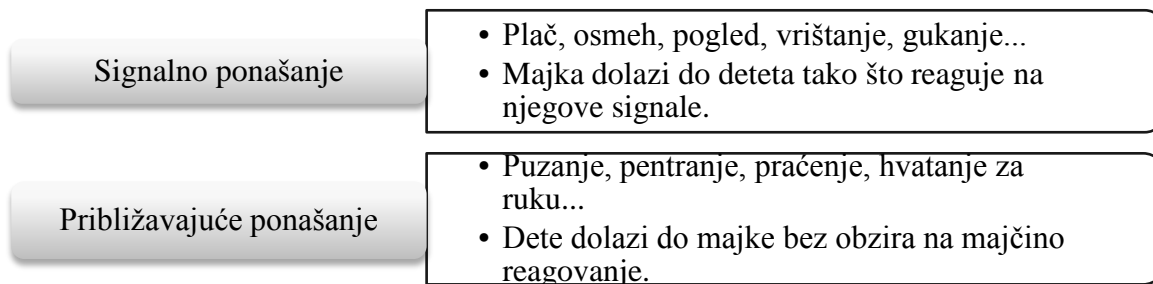 Signalno ponašanje
• Plač, osmeh, pogled, vrištanje, gukanje...
• Majka dolazi do deteta tako što reaguje na
njegove signale.
Približavajuće ponašanje
• Puzanje, pentranje, praćenje, hvatanje za
ruku...
• Dete dolazi do majke bez obzira na majčino
reagovanje.